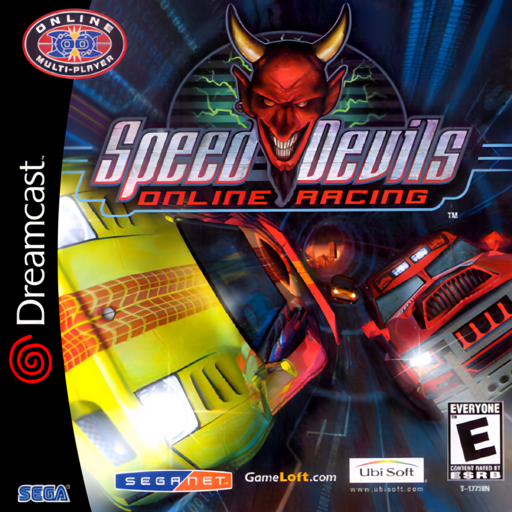 ONLINE
MULTI-PLAYER
Speed Devils
ONLINE RACING
TM
Dreamcast
TM
SEGA
SEGANET
GameLoft.com
Ubi Soft
www.ubisoft.com
EVERYONE
E
CONTENT RATED BY
ESRB